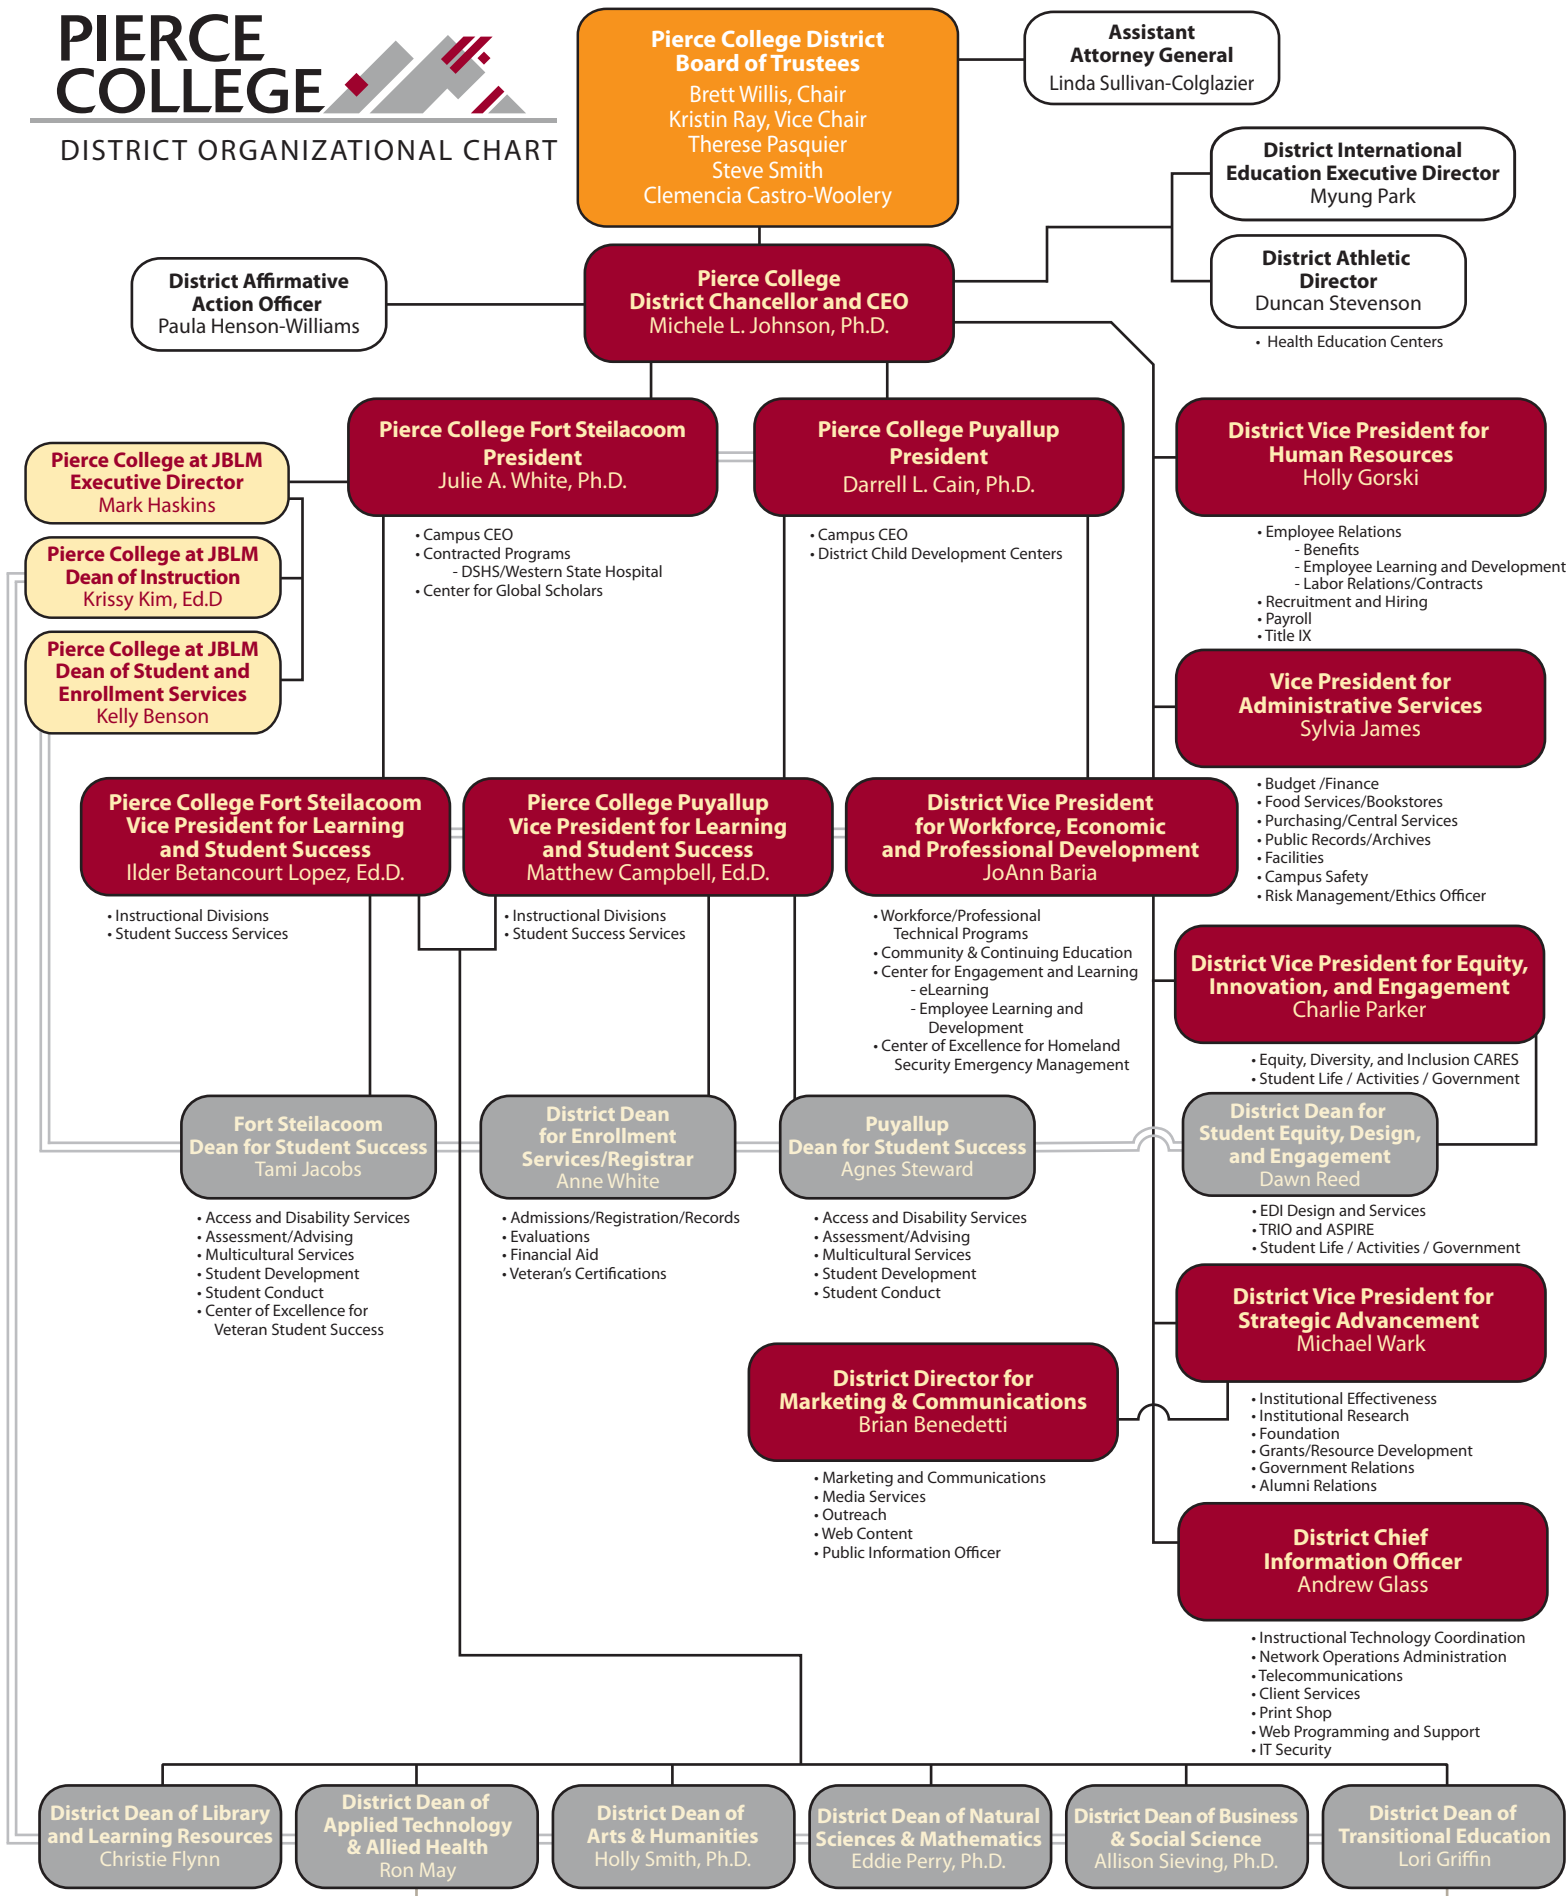 PIERCE
COLLEGE
DISTRICT ORGANIZATIONAL CHART
Pierce College District
Board of Trustees
Brett Willis, Chair
Kristin Ray, Vice Chair
Therese Pasquier
Steve Smith
Clemencia Castro-Woolery
Assistant
Attorney General
Linda Sullivan-Colglazier
District International
Education Executive Director
Myung Park
District Athletic
Director
Duncan Stevenson
• Health Education Centers
District Affirmative
Action Officer
Paula Henson-Williams
Pierce College
District Chancellor and CEO
Michele L. Johnson, Ph.D.
Pierce College Fort Steilacoom
President
Julie A. White, Ph.D.
• Campus CEO
• Contracted Programs
- DSHS/Western State Hospital
• Center for Global Scholars
Pierce College Puyallup
President
Darrell L. Cain, Ph.D.
• Campus CEO
• District Child Development Centers
District Vice President for
Human Resources
Holly Gorski
• Employee Relations
- Benefits
- Employee Learning and Development
- Labor Relations/Contracts
• Recruitment and Hiring
• Payroll
• Title IX
Pierce College at JBLM
Executive Director
Mark Haskins
Pierce College at JBLM
Dean of Instruction
Krissy Kim, Ed.D
Pierce College at JBLM
Dean of Student and
Enrollment Services
Kelly Benson
Vice President for
Administrative Services
Sylvia James
• Budget /Finance
• Food Services/Bookstores
• Purchasing/Central Services
• Public Records/Archives
• Facilities
• Campus Safety
• Risk Management/Ethics Officer
Pierce College Fort Steilacoom
Vice President for Learning
and Student Success
Ilder Betancourt Lopez, Ed.D.
• Instructional Divisions
• Student Success Services
Pierce College Puyallup
Vice President for Learning
and Student Success
Matthew Campbell, Ed.D.
• Instructional Divisions
• Student Success Services
District Vice President
for Workforce, Economic
and Professional Development
JoAnn Baria
• Workforce/Professional
Technical Programs
• Community & Continuing Education
• Center for Engagement and Learning
- eLearning
- Employee Learning and
Development
• Center of Excellence for Homeland
Security Emergency Management
District Vice President for Equity,
Innovation, and Engagement
Charlie Parker
• Equity, Diversity, and Inclusion CARES
• Student Life / Activities / Government
Fort Steilacoom
Dean for Student Success
Tami Jacobs
• Access and Disability Services
• Assessment/Advising
• Multicultural Services
• Student Development
• Student Conduct
• Center of Excellence for
Veteran Student Success
District Dean
for Enrollment
Services/Registrar
Anne White
• Admissions/Registration/Records
• Evaluations
• Financial Aid
• Veteran's Certifications
Puyallup
Dean for Student Success
Agnes Steward
• Access and Disability Services
• Assessment/Advising
• Multicultural Services
• Student Development
• Student Conduct
District Dean for
Student Equity, Design,
and Engagement
Dawn Reed
• EDI Design and Services
• TRIO and ASPIRE
• Student Life / Activities / Government
District Vice President for
Strategic Advancement
Michael Wark
• Institutional Effectiveness
• Institutional Research
• Foundation
• Grants/Resource Development
• Government Relations
• Alumni Relations
District Director for
Marketing & Communications
Brian Benedetti
• Marketing and Communications
• Media Services
• Outreach
• Web Content
• Public Information Officer
District Chief
Information Officer
Andrew Glass
• Instructional Technology Coordination
• Network Operations Administration
• Telecommunications
• Client Services
• Print Shop
• Web Programming and Support
• IT Security
District Dean of Library
and Learning Resources
Christie Flynn
District Dean of
Applied Technology
& Allied Health
Ron May
District Dean of
Arts & Humanities
Holly Smith, Ph.D.
District Dean of Natural
Sciences & Mathematics
Eddie Perry, Ph.D.
District Dean of Business
& Social Science
Allison Sieving, Ph.D.
District Dean of
Transitional Education
Lori Griffin